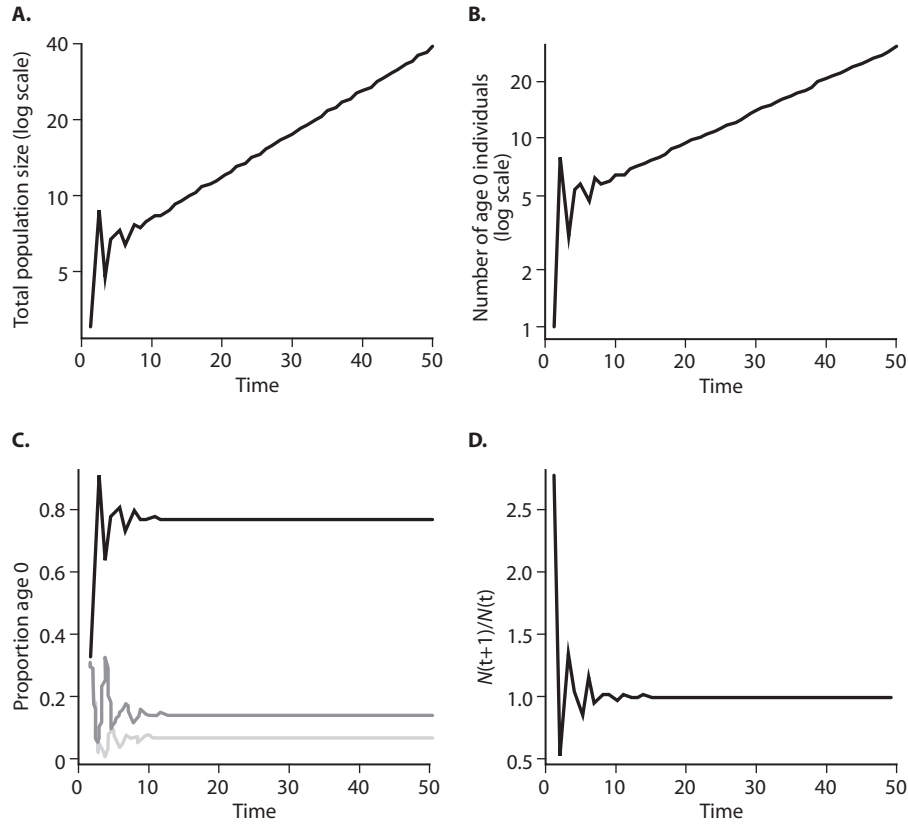 A.
Total population size (log scale)
40
20
10
5
0 10 20 30 40 50
Time
B.
Number of age 0 individuals
(log scale)
20
10
5
2
1
0 10 20 30 40 50
Time
C.
Proportion age 0
0.8
0.6
0.4
0.2
0
0 10 20 30 40 50
Time
D.
N(t+1)/N(t)
2.5
2.0
1.5
1.0
0.5
0 10 20 30 40 50
Time